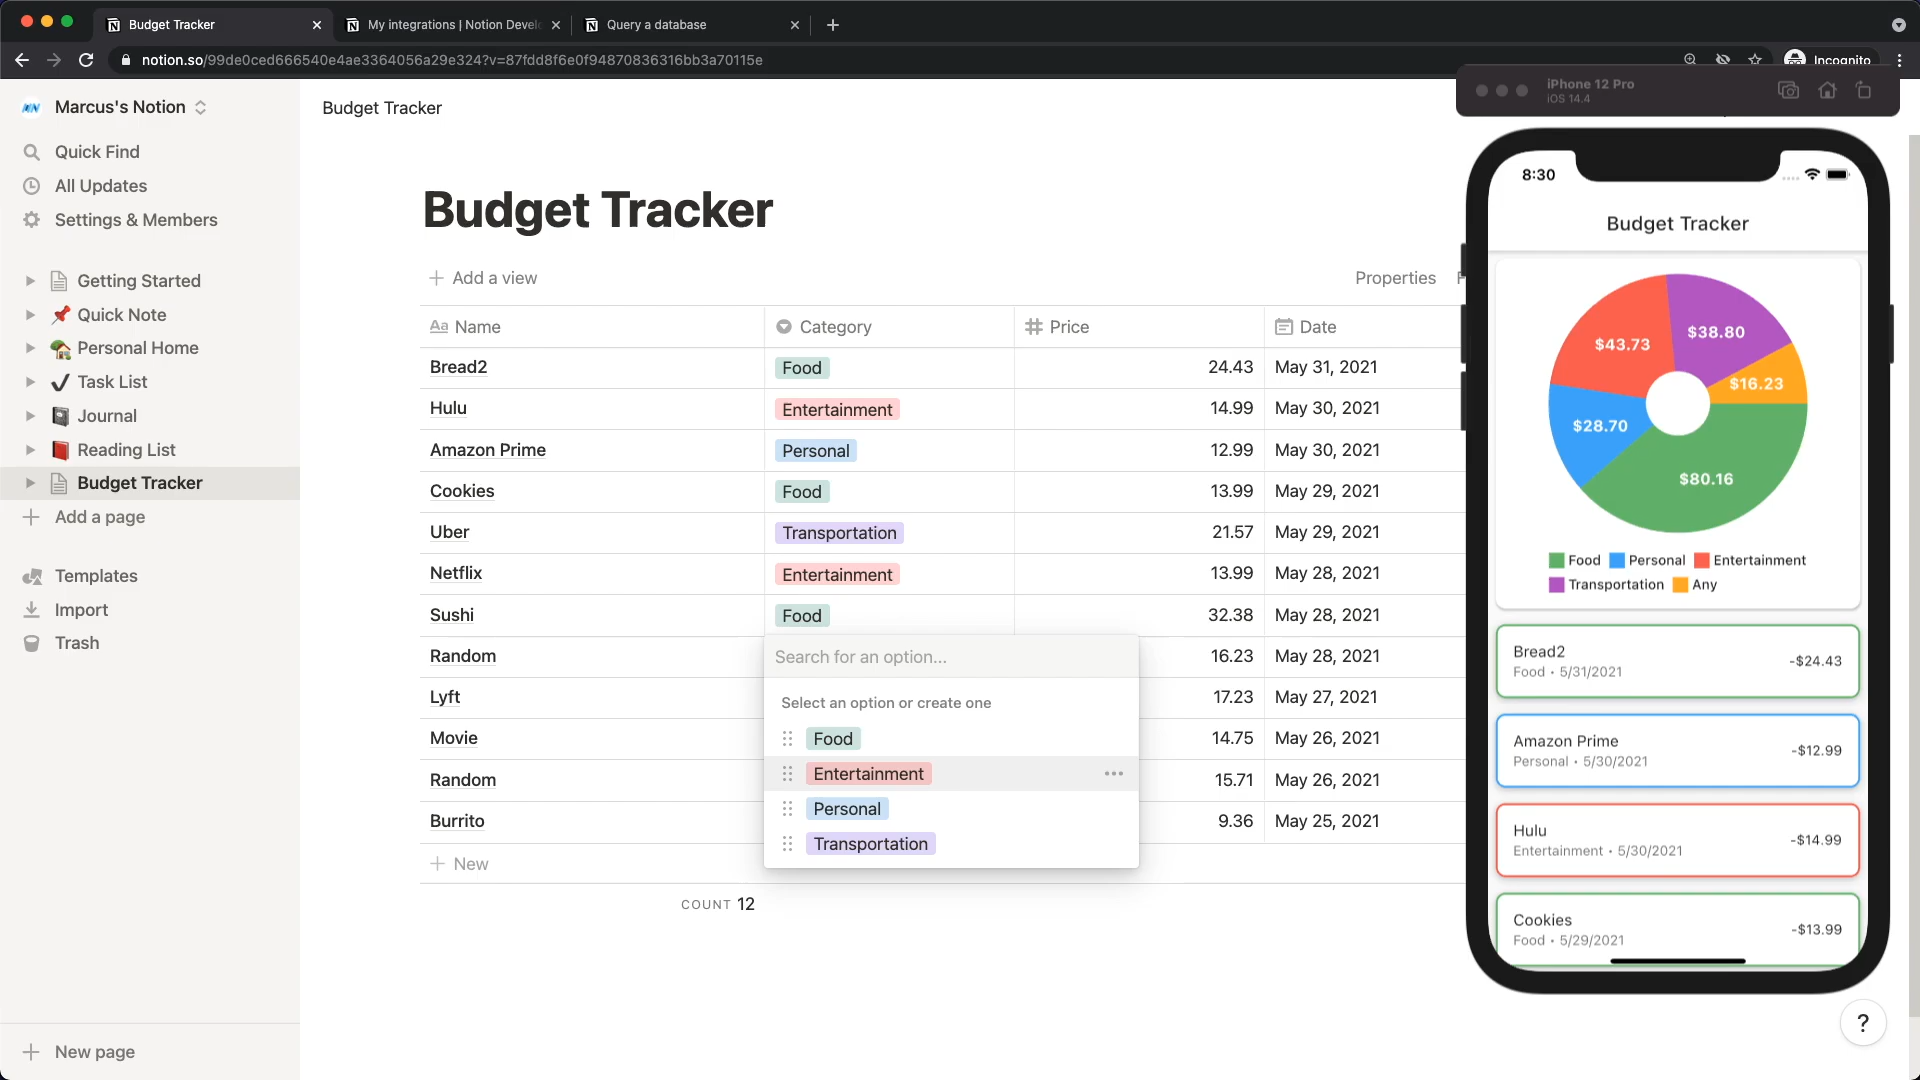 Budget Tracker
My integrations | Notion Develo
Query a database
notion.so/99de0ced666540e4ae3364056a29e324?v=87fdd8f6e0f94870836316bb3a70115e
Incognito
Marcus's Notion
Quick Find
All Updates
Settings & Members
Getting Started
Quick Note
Personal Home
Task List
Journal
Reading List
Budget Tracker
Add a page
Templates
Import
Trash
New page
Budget Tracker
Budget Tracker
Add a view
Properties
Aa Name Category Price Date
Bread2 Food 24.43 May 31, 2021
Hulu Entertainment 14.99 May 30, 2021
Amazon Prime Personal 12.99 May 30, 2021
Cookies Food 13.99 May 29, 2021
Uber Transportation 21.57 May 29, 2021
Netflix Entertainment 13.99 May 28, 2021
Sushi Food 32.38 May 28, 2021
Random 16.23 May 28, 2021
Lyft 17.23 May 27, 2021
Movie 14.75 May 26, 2021
Random 15.71 May 26, 2021
Burrito 9.36 May 25, 2021
New
COUNT 12
Search for an option...
Select an option or create one
Food
Entertainment
Personal
Transportation
iPhone 12 Pro
iOS 14.4
8:30
Budget Tracker
$38.80
$43.73
$16.23
$28.70
$80.16
Food Personal Entertainment
Transportation Any
Bread2
Food • 5/31/2021
-$24.43
Amazon Prime
Personal • 5/30/2021
-$12.99
Hulu
Entertainment • 5/30/2021
-$14.99
Cookies
Food • 5/29/2021
-$13.99
?